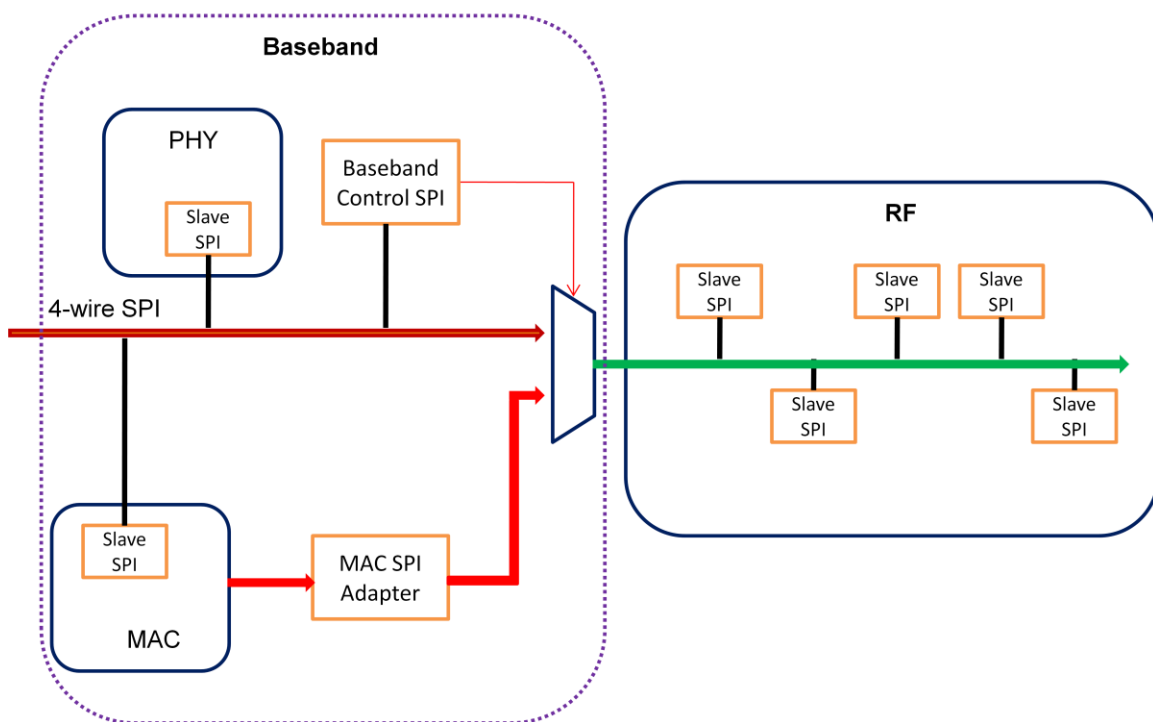 Baseband
PHY
Slave
SPI
Baseband
Control SPI
4-wire SPI
Slave
SPI
MAC
MAC SPI
Adapter
RF
Slave
SPI
Slave
SPI
Slave
SPI
Slave
SPI
Slave
SPI